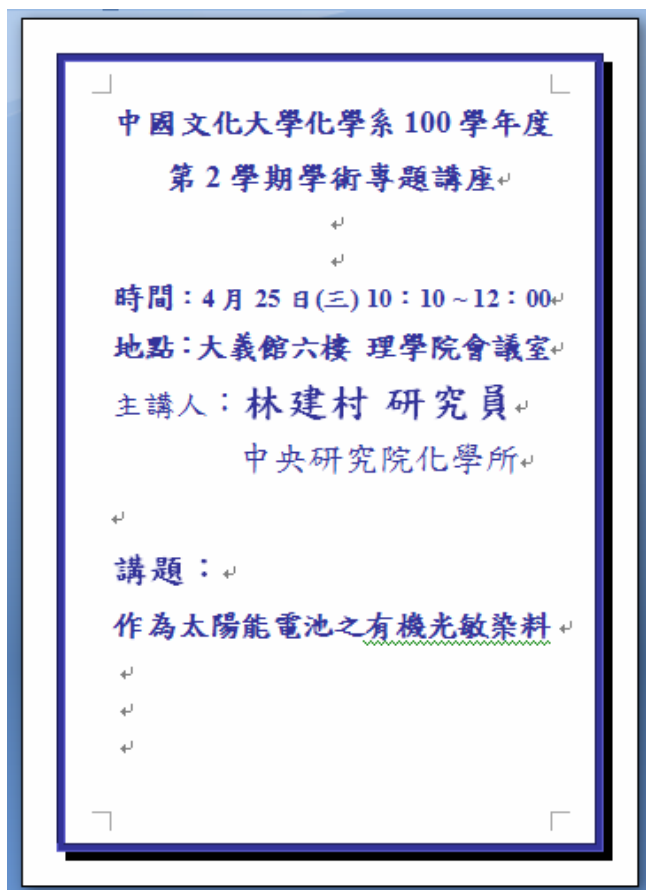 中國文化大學化學系 100 學年度
第 2 學期學術專題講座
時間：4 月 25 日(三) 10：10 ~ 12：00
地點：大義館六樓 理學院會議室
主講人：林建村 研究員
中央研究院化學所
講題：
作為太陽能電池之有機光敏染料